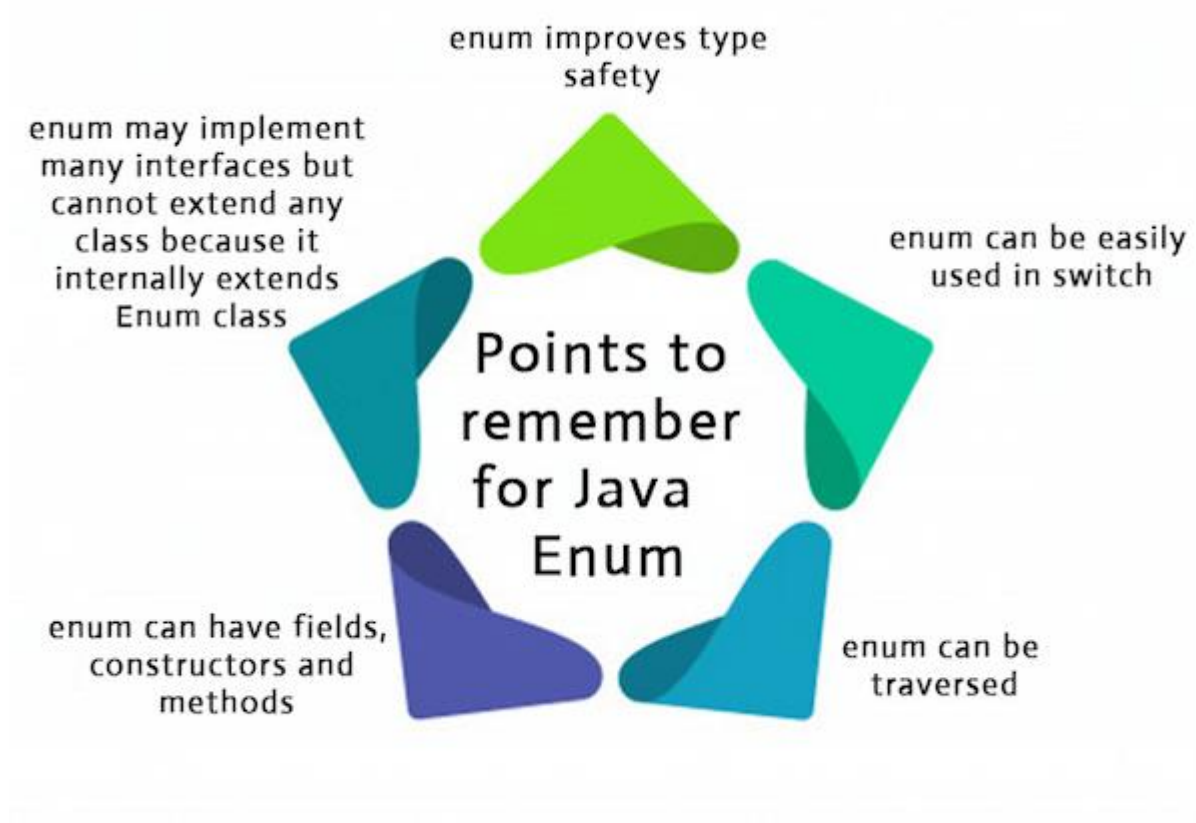 enum improves type
safety
enum may implement
many interfaces but
cannot extend any
class because it
internally extends
Enum class
enum can be easily
used in switch
Points to
remember
for Java
Enum
enum can have fields,
constructors and
methods
enum can be
traversed